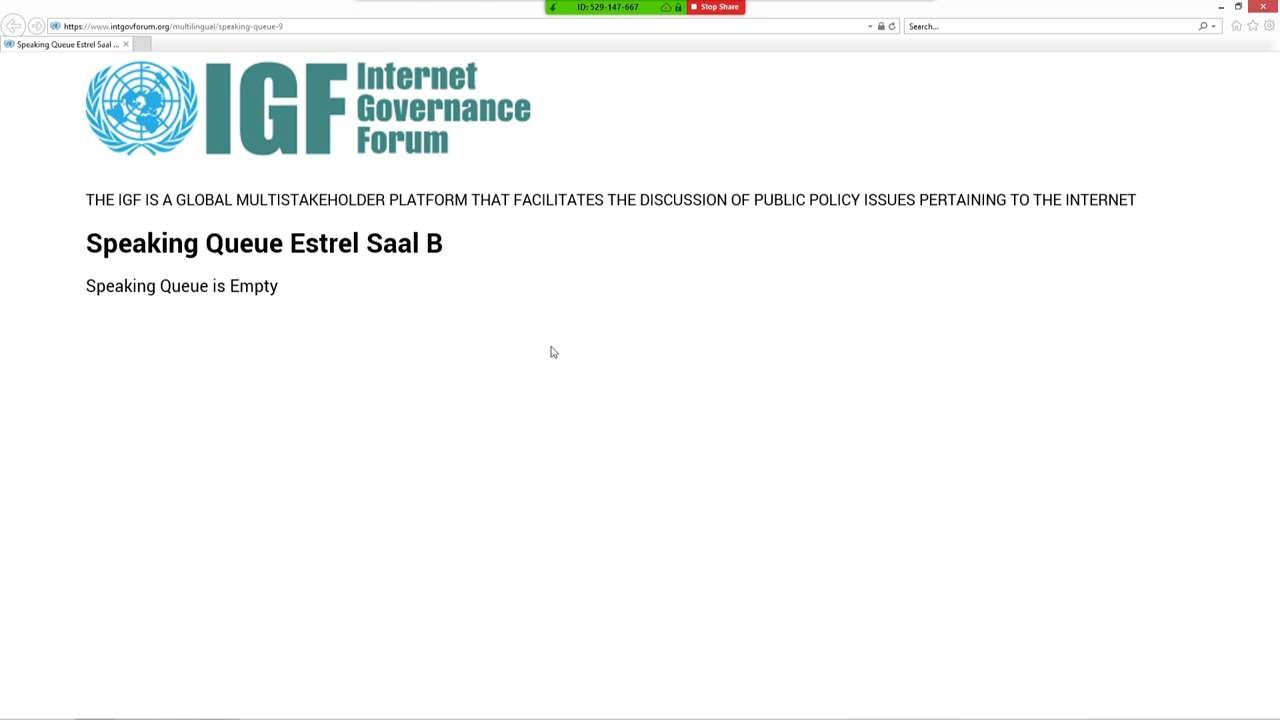 ID: 529-147-667
Stop Share
https://www.intgovforum.org/multilingual/speaking-queue-9
Search...
Speaking Queue Estrel Saal ...
IGF
Internet
Governance
Forum
THE IGF IS A GLOBAL MULTISTAKEHOLDER PLATFORM THAT FACILITATES THE DISCUSSION OF PUBLIC POLICY ISSUES PERTAINING TO THE INTERNET
Speaking Queue Estrel Saal B
Speaking Queue is Empty